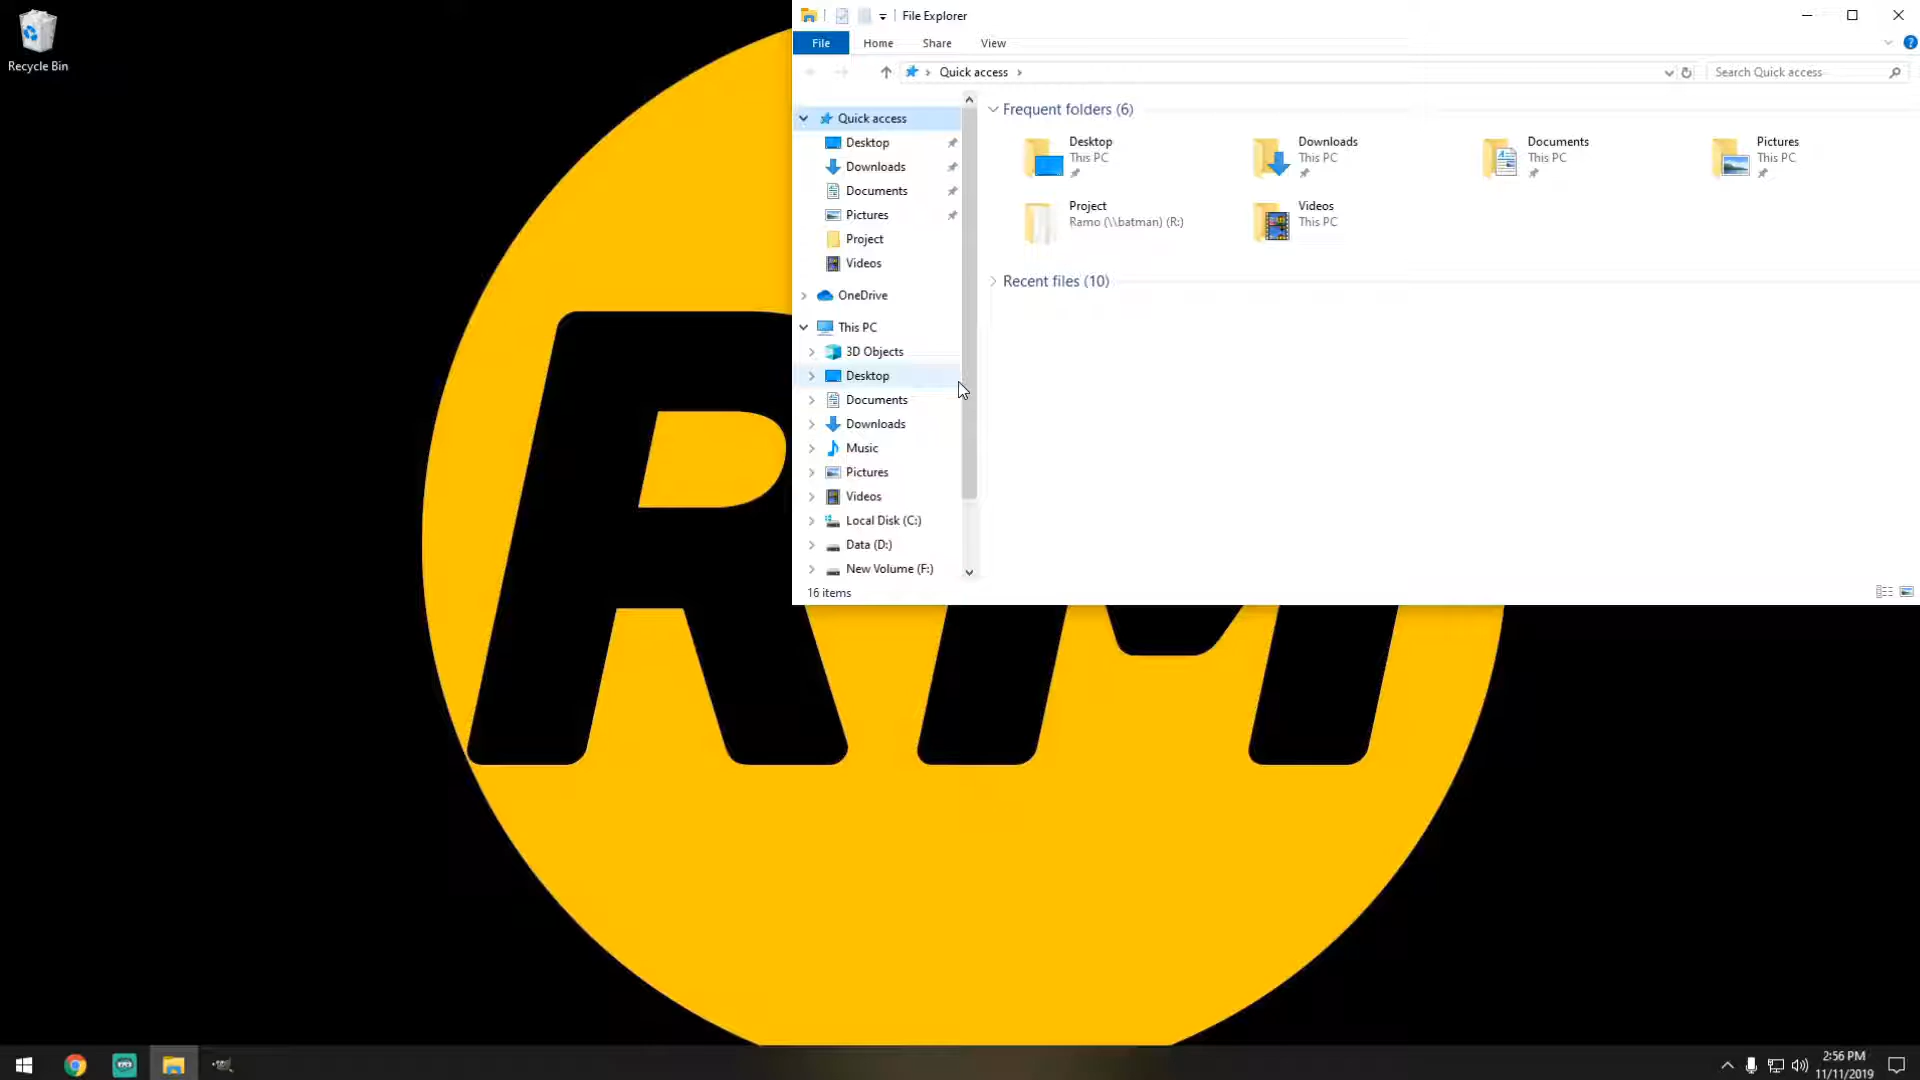 Recycle Bin
File Explorer
File Home Share View
Quick access
Search Quick access
Quick access
Desktop
Downloads
Documents
Pictures
Project
Videos
OneDrive
This PC
3D Objects
Desktop
Documents
Downloads
Music
Pictures
Videos
Local Disk (C:)
Data (D:)
New Volume (F:)
Frequent folders (6)
Desktop
This PC
Downloads
This PC
Documents
This PC
Pictures
This PC
Project
Ramo (\\batman) (R:)
Videos
This PC
Recent files (10)
16 items
RM
2:56 PM
11/11/2019